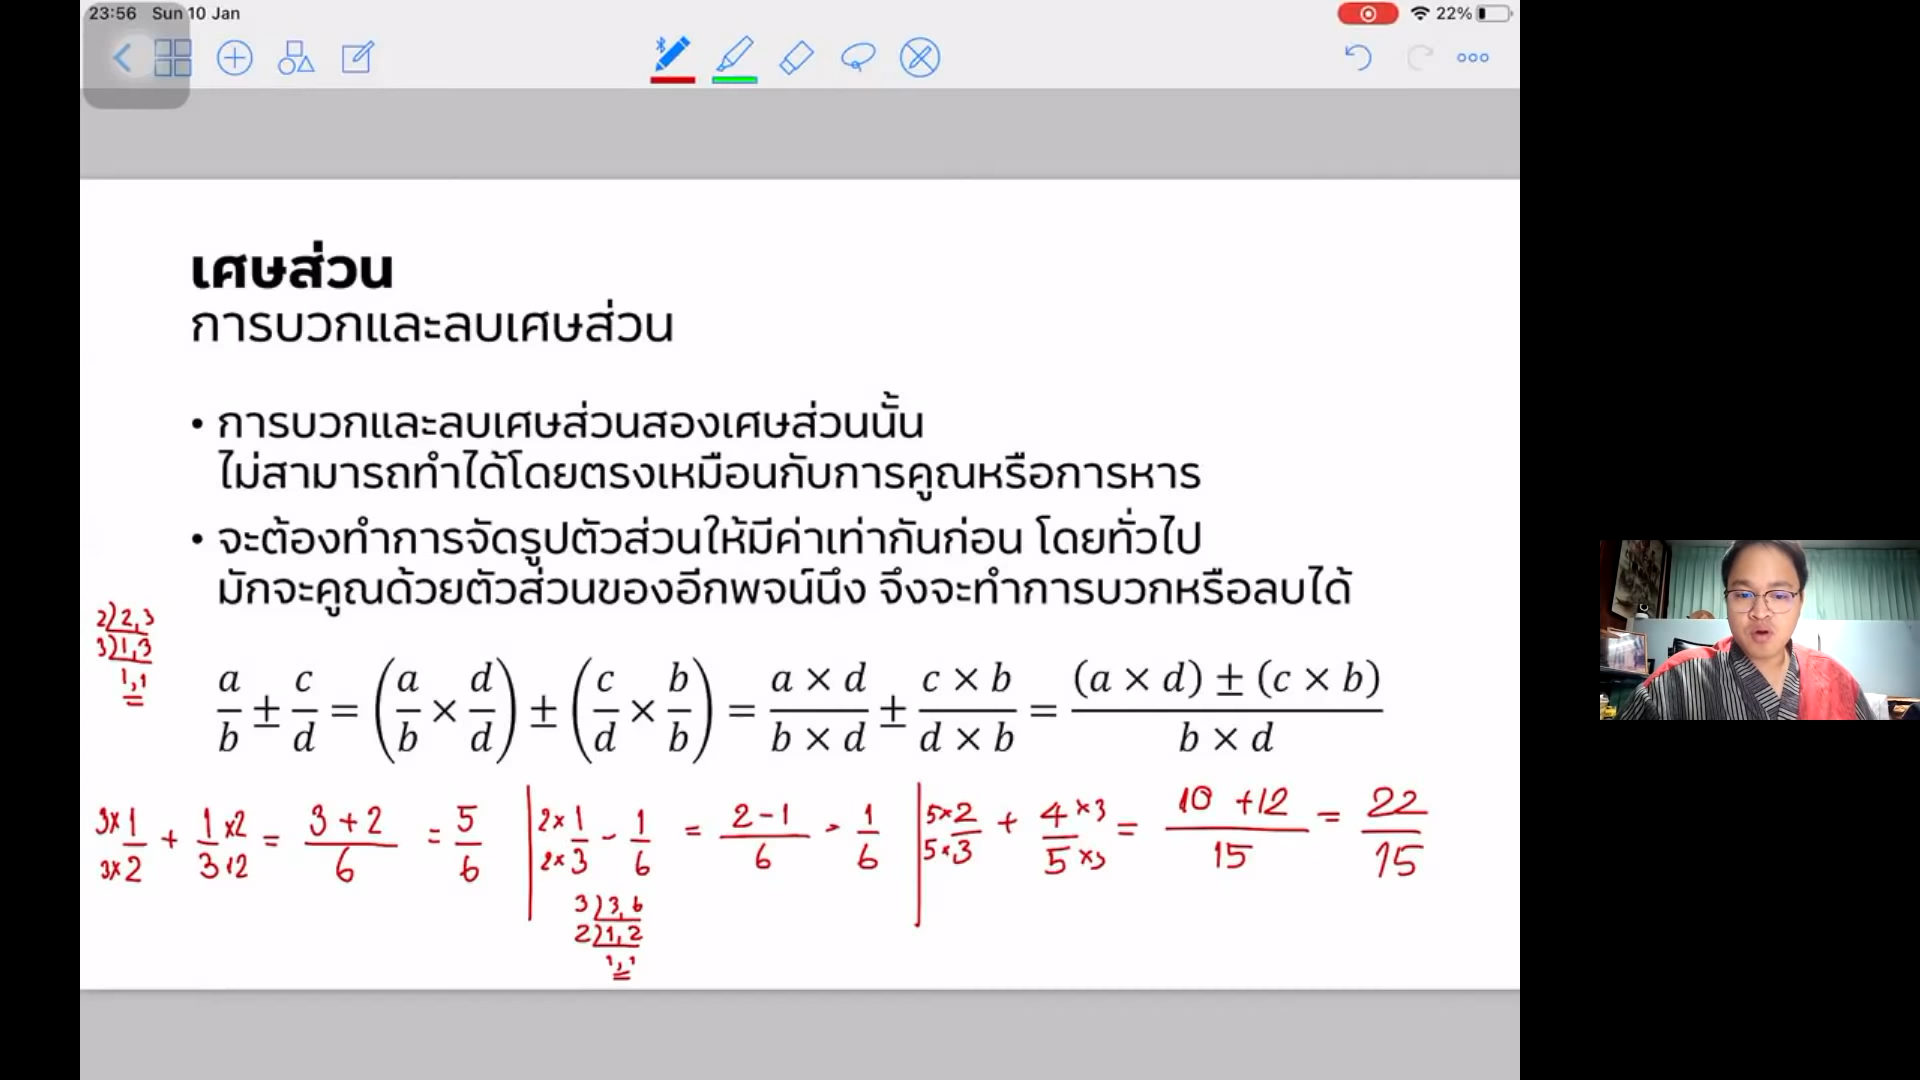 23:56 Sun 10 Jan
22%
เศษส่วน
การบวกและลบเศษส่วน
• การบวกและลบเศษส่วนสองเศษส่วนนั้น
ไม่สามารถทำได้โดยตรงเหมือนกับการคูณหรือการหาร
• จะต้องทำการจัดรูปตัวส่วนให้มีค่าเท่ากันก่อน โดยทั่วไป
มักจะคูณด้วยตัวส่วนของอีกพจน์นึง จึงจะทำการบวกหรือลบได้
2)2,3
3)1,3
1,1
a/b ± c/d = (a/b × d/d) ± (c/d × b/b) = a × d/b × d ± c × b/d × b = (a × d) ± (c × b)/b × d
3×1/3×2 + 1×2/3×2 = 3+2/6 = 5/6
2×1/2×3 - 1/6 = 2-1/6 = 1/6
3)3,6
2)1,2
1,1
5×2/5×3 + 4×3/5×3 = 10+12/15 = 22/15